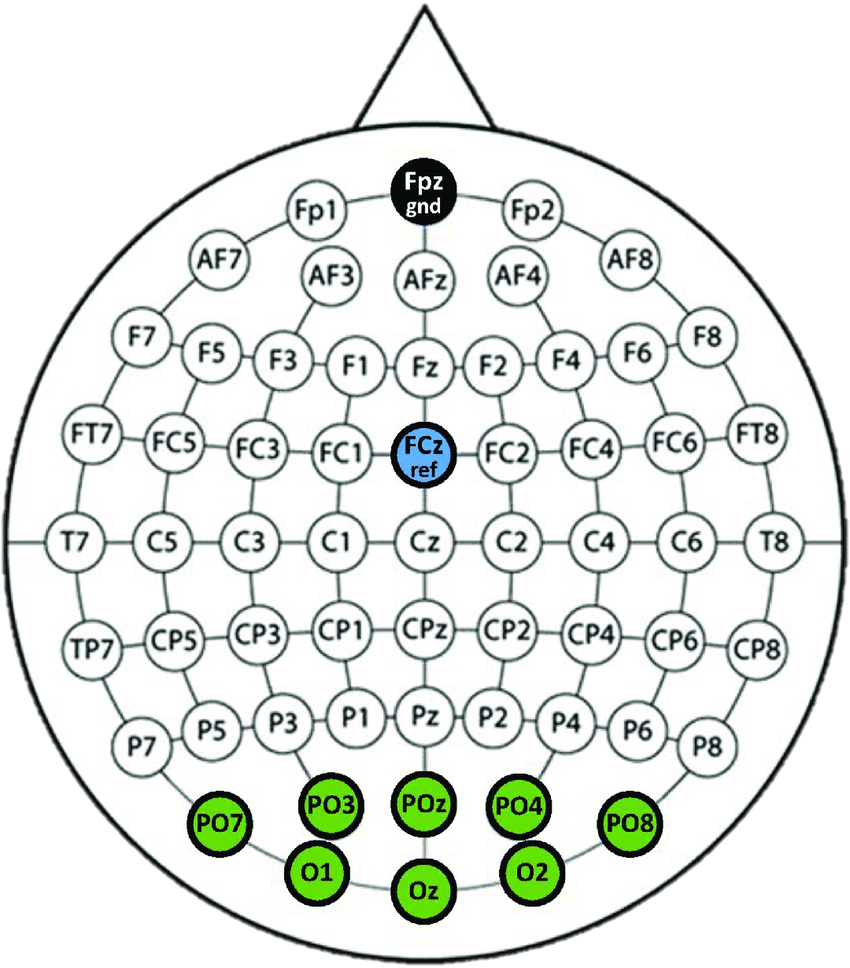 Fpz
gnd
Fp1
Fp2
AF7
AF3
AFz
AF4
AF8
F7
F5
F3
F1
Fz
F2
F4
F6
F8
FT7
FC5
FC3
FC1
FCz
ref
FC2
FC4
FC6
FT8
T7
C5
C3
C1
Cz
C2
C4
C6
T8
TP7
CP5
CP3
CP1
CPz
CP2
CP4
CP6
CP8
P7
P5
P3
P1
Pz
P2
P4
P6
P8
PO7
PO3
POz
PO4
PO8
O1
Oz
O2